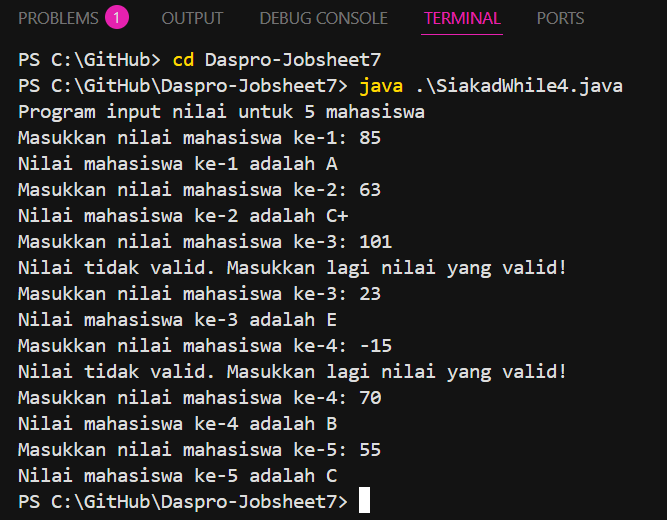 PROBLEMS 1 OUTPUT DEBUG CONSOLE TERMINAL PORTS
PS C:\GitHub> cd Daspro-Jobsheet7
PS C:\GitHub\Daspro-Jobsheet7> java .\SiakadWhile4.java
Program input nilai untuk 5 mahasiswa
Masukkan nilai mahasiswa ke-1: 85
Nilai mahasiswa ke-1 adalah A
Masukkan nilai mahasiswa ke-2: 63
Nilai mahasiswa ke-2 adalah C+
Masukkan nilai mahasiswa ke-3: 101
Nilai tidak valid. Masukkan lagi nilai yang valid!
Masukkan nilai mahasiswa ke-3: 23
Nilai mahasiswa ke-3 adalah E
Masukkan nilai mahasiswa ke-4: -15
Nilai tidak valid. Masukkan lagi nilai yang valid!
Masukkan nilai mahasiswa ke-4: 70
Nilai mahasiswa ke-4 adalah B
Masukkan nilai mahasiswa ke-5: 55
Nilai mahasiswa ke-5 adalah C
PS C:\GitHub\Daspro-Jobsheet7>